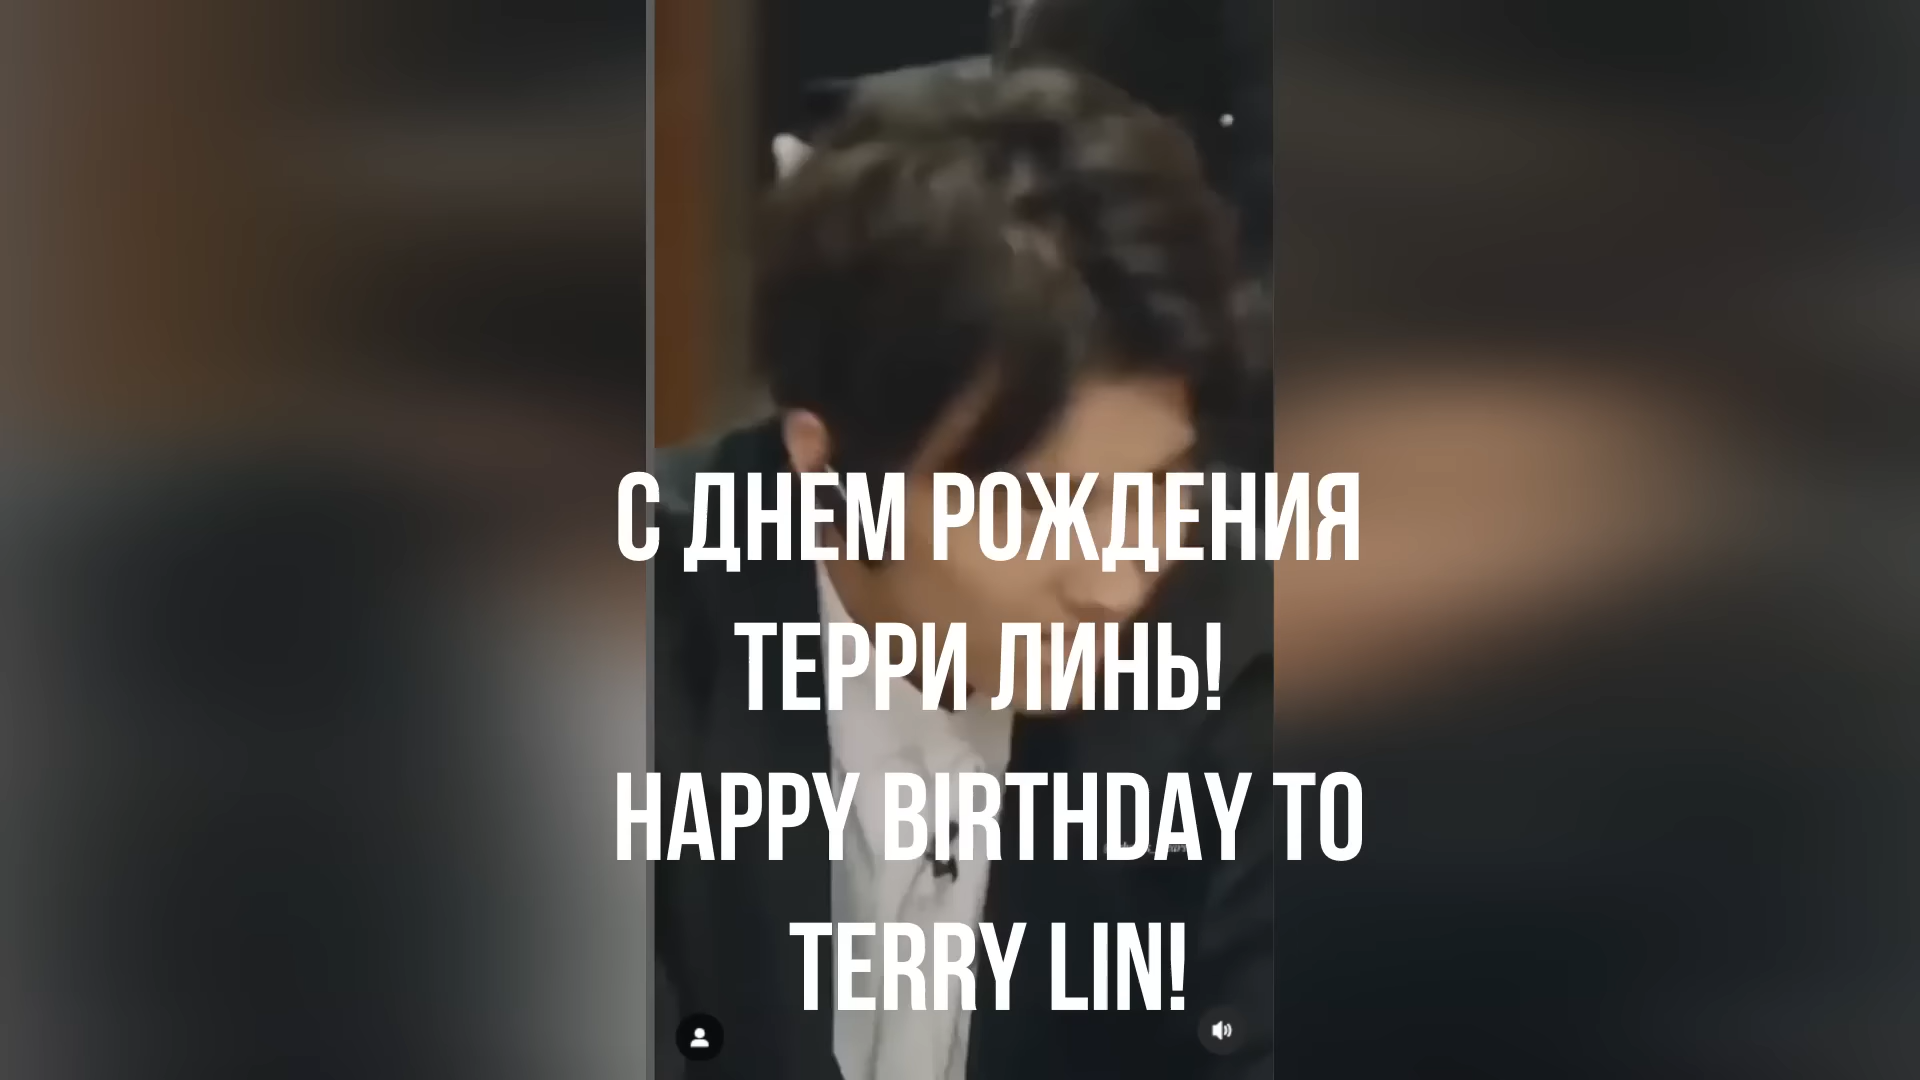 С ДНЕМ РОЖДЕНИЯ
ТЕРРИ ЛИНЬ!
HAPPY BIRTHDAY TO
TERRY LIN!